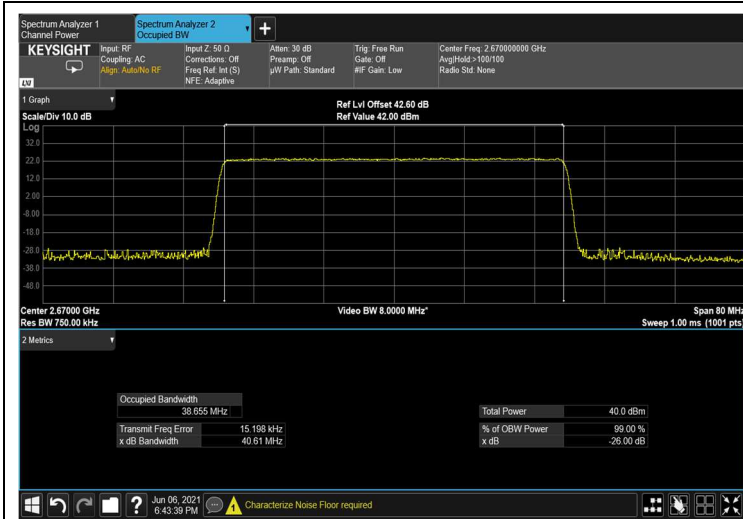 Spectrum Analyzer 1
Channel Power
Spectrum Analyzer 2
Occupied BW
KEYSIGHT
LXI
Input: RF
Coupling: AC
Align: Auto/No RF
Input Z: 50 Ω
Corrections: Off
Freq Ref: Int (S)
NFE: Adaptive
Atten: 30 dB
Preamp: Off
µW Path: Standard
Trig: Free Run
Gate: Off
#IF Gain: Low
Center Freq: 2.670000000 GHz
Avg|Hold:>100/100
Radio Std: None
1 Graph
Scale/Div 10.0 dB
Ref Lvl Offset 42.60 dB
Ref Value 42.00 dBm
Log
32.0
22.0
12.0
2.00
-8.00
-18.0
-28.0
-38.0
-48.0
Center 2.67000 GHz
Res BW 750.00 kHz
Video BW 8.0000 MHz*
Span 80 MHz
Sweep 1.00 ms (1001 pts)
2 Metrics
Occupied Bandwidth
38.655 MHz
Transmit Freq Error 15.198 kHz
x dB Bandwidth 40.61 MHz
Total Power 40.0 dBm
% of OBW Power 99.00 %
x dB -26.00 dB
Jun 06, 2021
6:43:39 PM
1
Characterize Noise Floor required